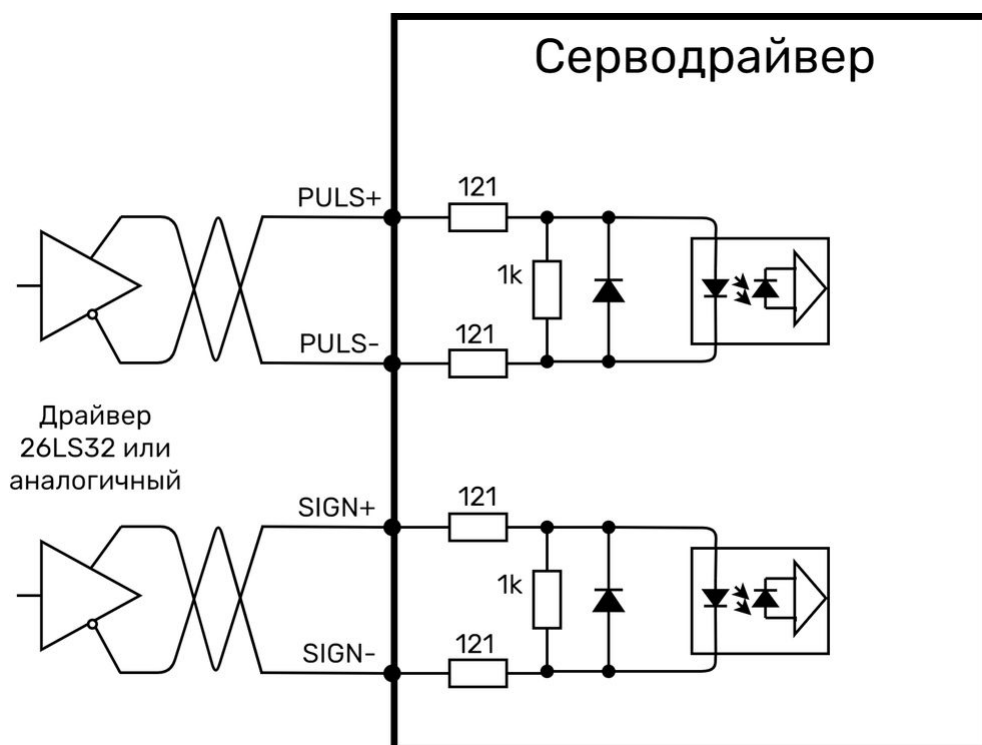 Серводрайвер
PULS+
121
1k
PULS-
121
Драйвер
26LS32 или
аналогичный
SIGN+
121
1k
SIGN-
121